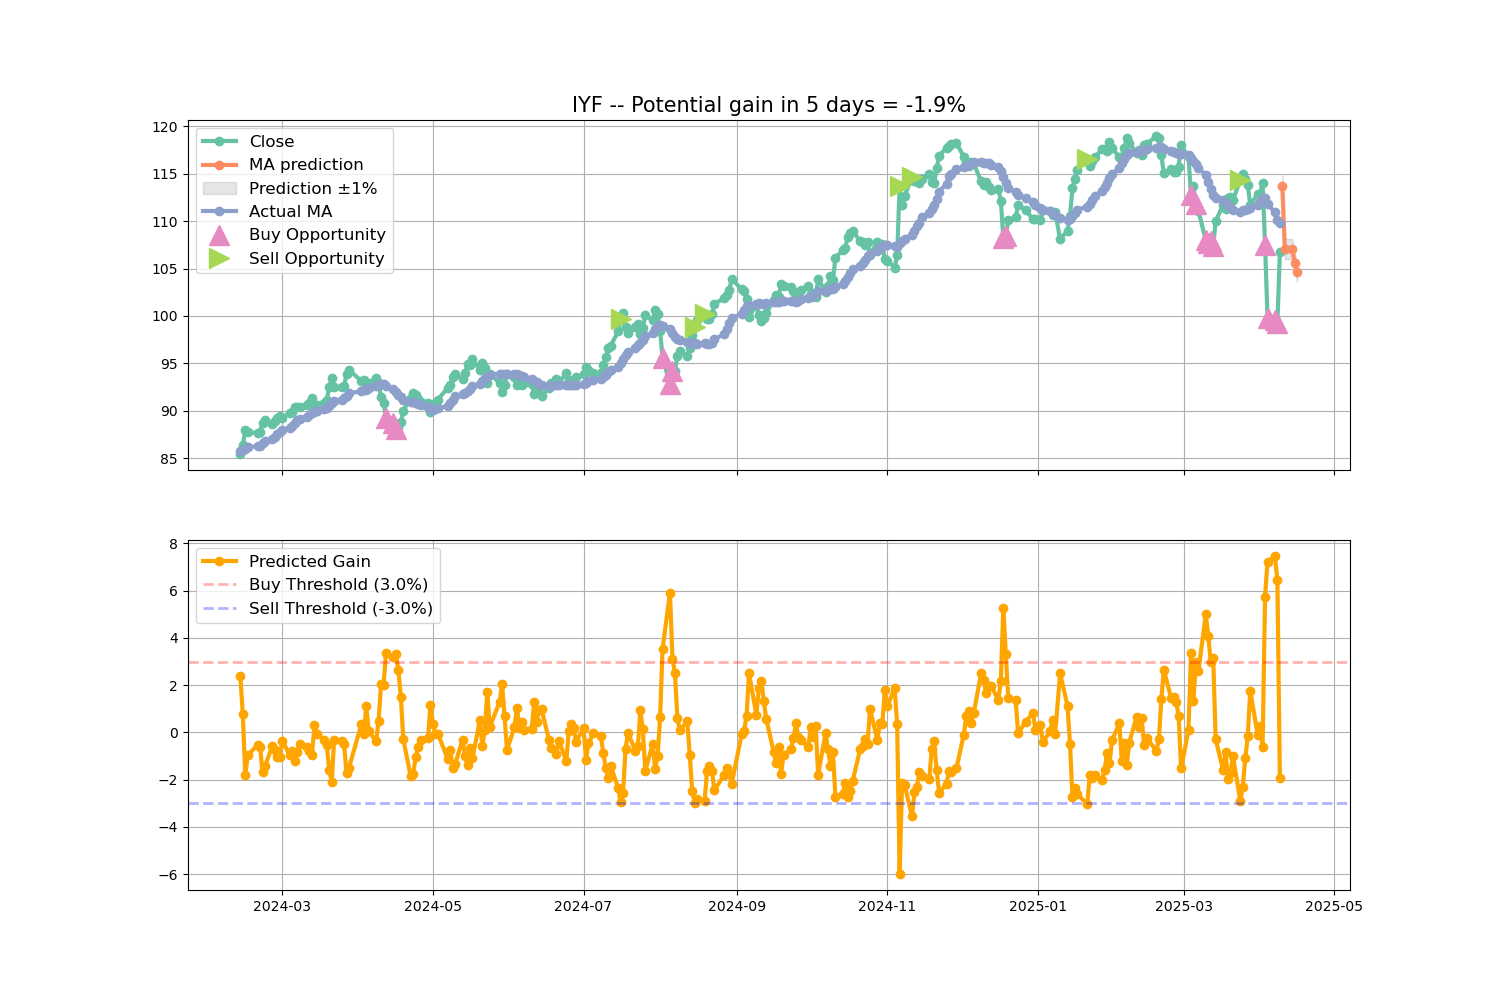 IYF -- Potential gain in 5 days = -1.9%
120
115
110
105
100
95
90
85
Close
MA prediction
Prediction ±1%
Actual MA
Buy Opportunity
Sell Opportunity
8
6
4
2
0
−2
−4
−6
Predicted Gain
Buy Threshold (3.0%)
Sell Threshold (-3.0%)
2024-03
2024-05
2024-07
2024-09
2024-11
2025-01
2025-03
2025-05